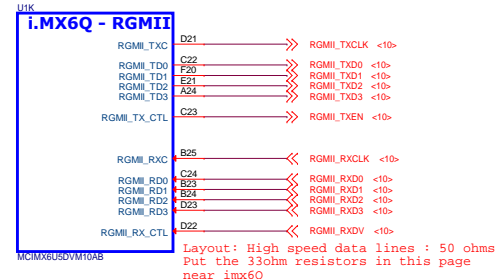 U1K
i.MX6Q - RGMII
RGMII_TXC D21 RGMII_TXCLK <10>
RGMII_TD0 C22 RGMII_TXD0 <10>
RGMII_TD1 F20 RGMII_TXD1 <10>
RGMII_TD2 E21 RGMII_TXD2 <10>
RGMII_TD3 A24 RGMII_TXD3 <10>
RGMII_TX_CTL C23 RGMII_TXEN <10>
RGMII_RXC B25 RGMII_RXCLK <10>
RGMII_RD0 C24 RGMII_RXD0 <10>
RGMII_RD1 B23 RGMII_RXD1 <10>
RGMII_RD2 B24 RGMII_RXD2 <10>
RGMII_RD3 D23 RGMII_RXD3 <10>
RGMII_RX_CTL D22 RGMII_RXDV <10>
MCIMX6U5DVM10AB
Layout: High speed data lines : 50 ohms
Put the 33ohm resistors in this page
near imx6Q